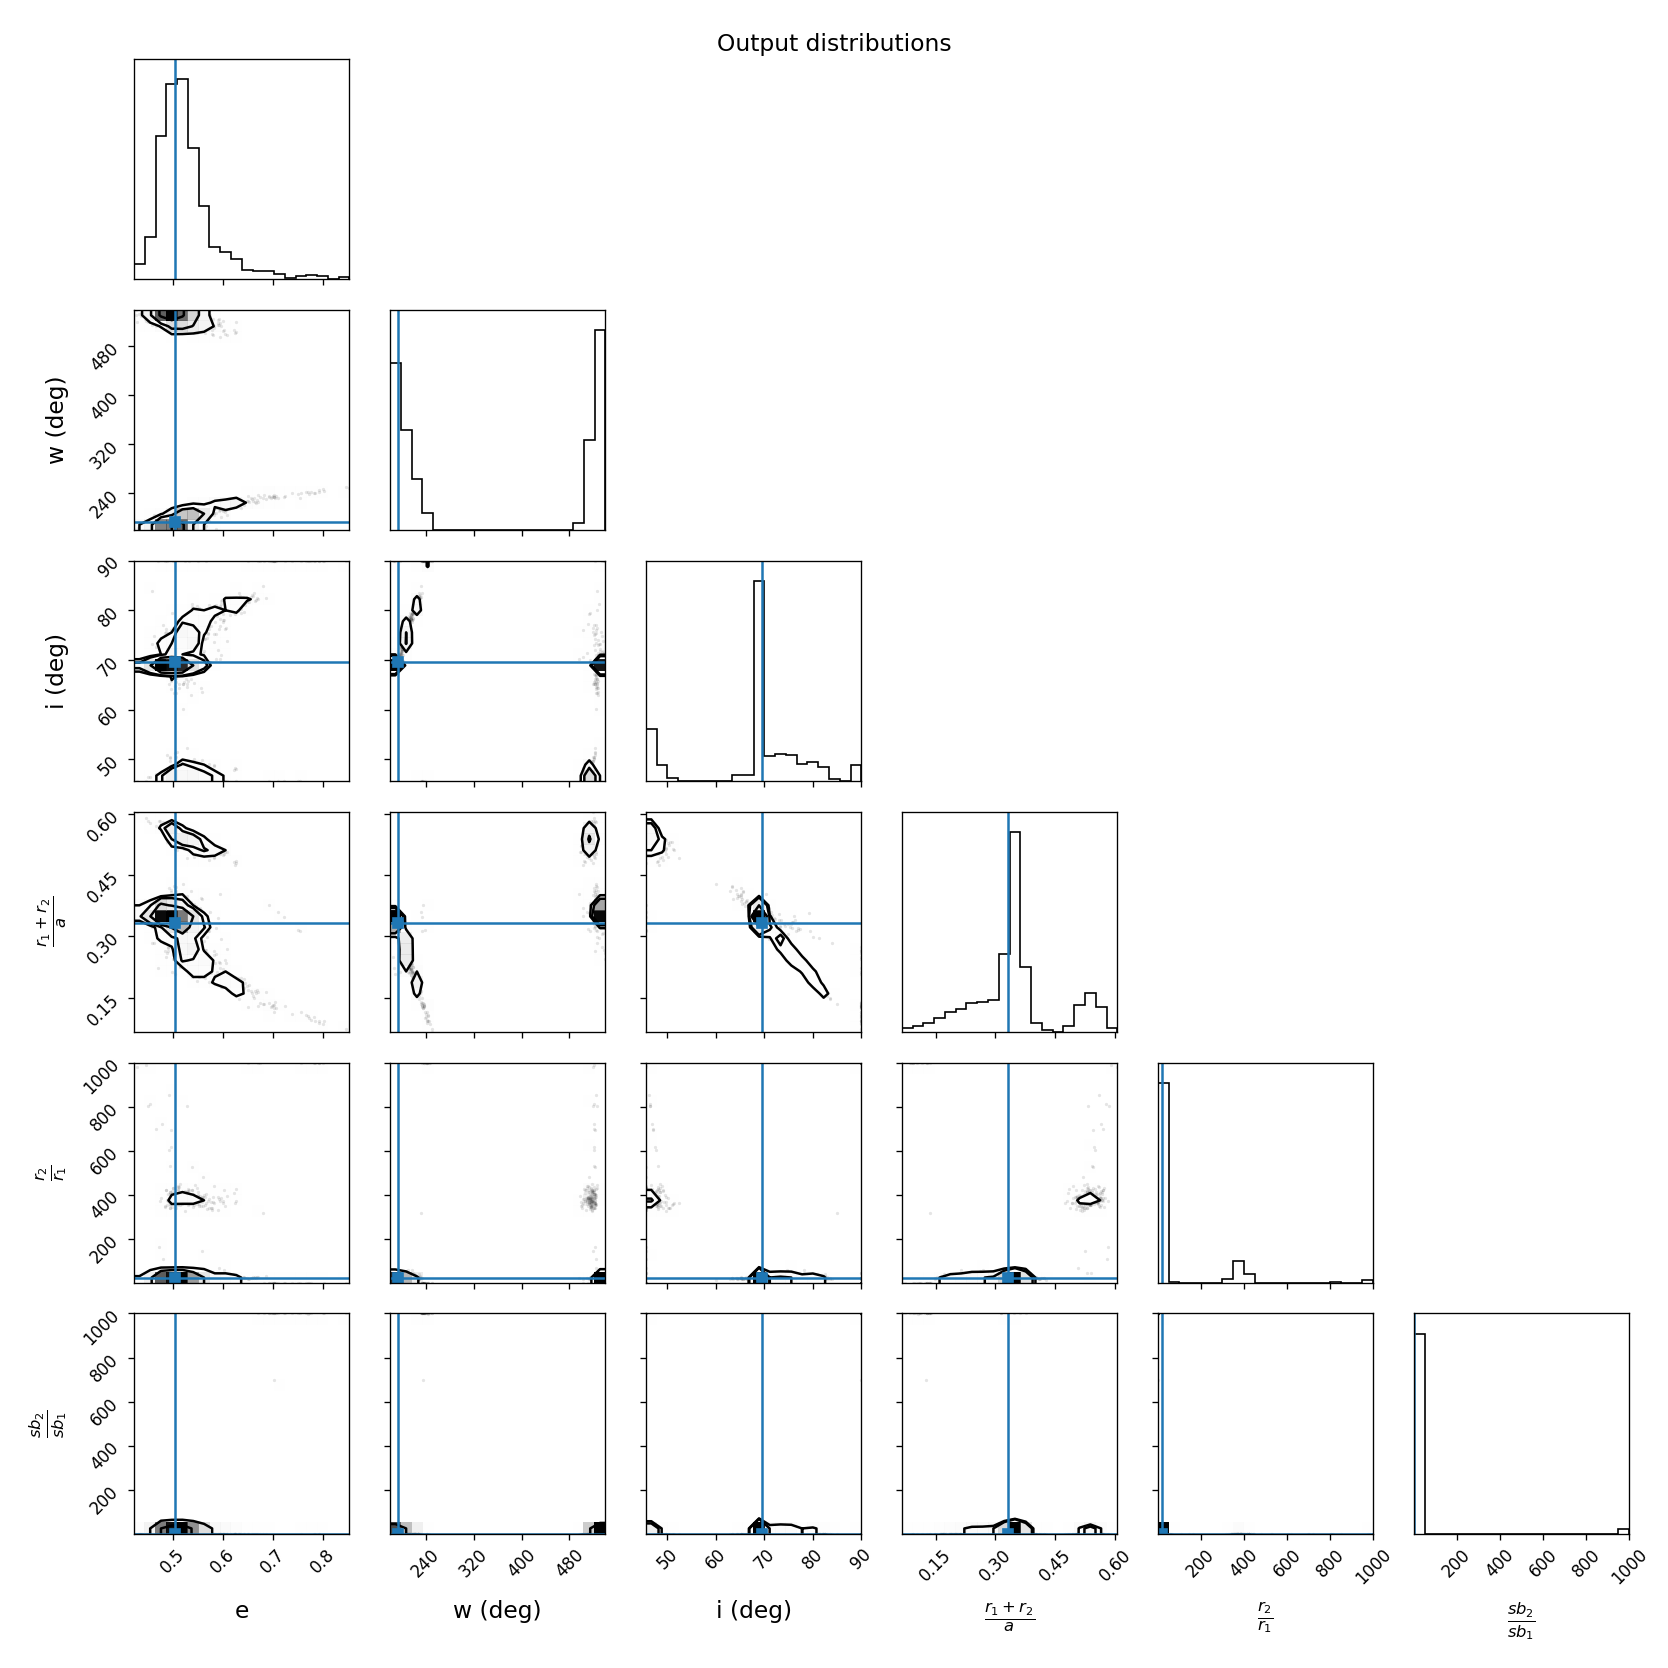 Output distributions
w (deg)
480
400
320
240
i (deg)
90
80
70
60
50
r₁ + r₂
a
0.60
0.45
0.30
0.15
r₂
r₁
1000
800
600
400
200
sb₂
sb₁
1000
800
600
400
200
0.5 0.6 0.7 0.8
240 320 400 480
50 60 70 80 90
0.15 0.30 0.45 0.60
200 400 600 800 1000
200 400 600 800 1000
e
w (deg)
i (deg)
r₁ + r₂
a
r₂
r₁
sb₂
sb₁